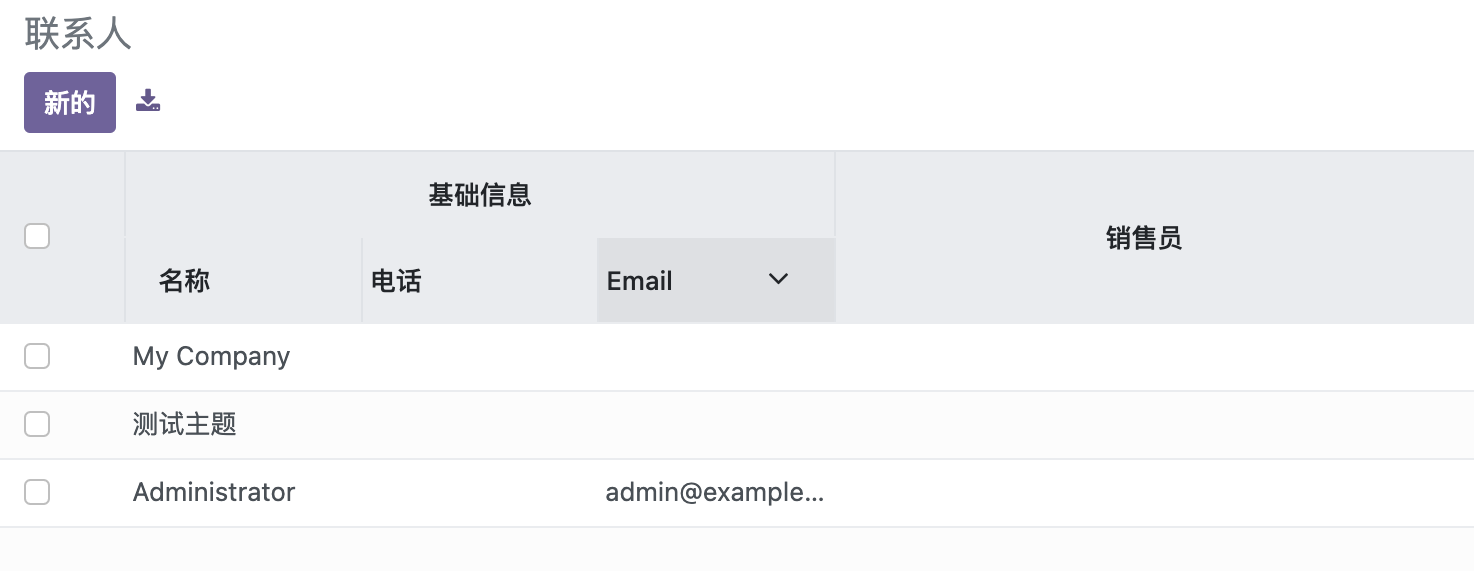 联系人
新的
基础信息
销售员
名称 电话 Email
My Company
测试主题
Administrator admin@example...